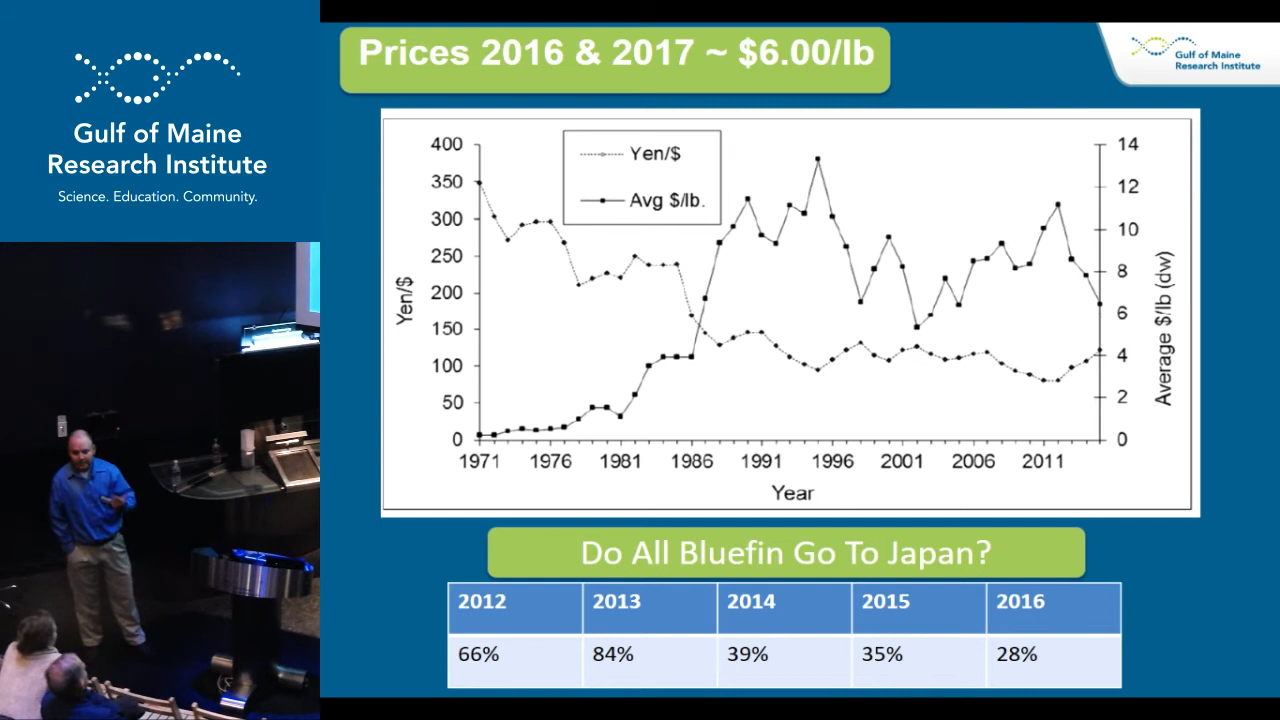 Gulf of Maine
Research Institute
Science. Education. Community.
Prices 2016 & 2017 ~ $6.00/lb
Gulf of Maine
Research Institute
400
350
300
250
200
150
100
50
0
Yen/$
Yen/$
Avg $/lb.
14
12
10
8
6
4
2
0
Average $/lb (dw)
1971
1976
1981
1986
1991
1996
2001
2006
2011
Year
Do All Bluefin Go To Japan?
2012 2013 2014 2015 2016
66% 84% 39% 35% 28%